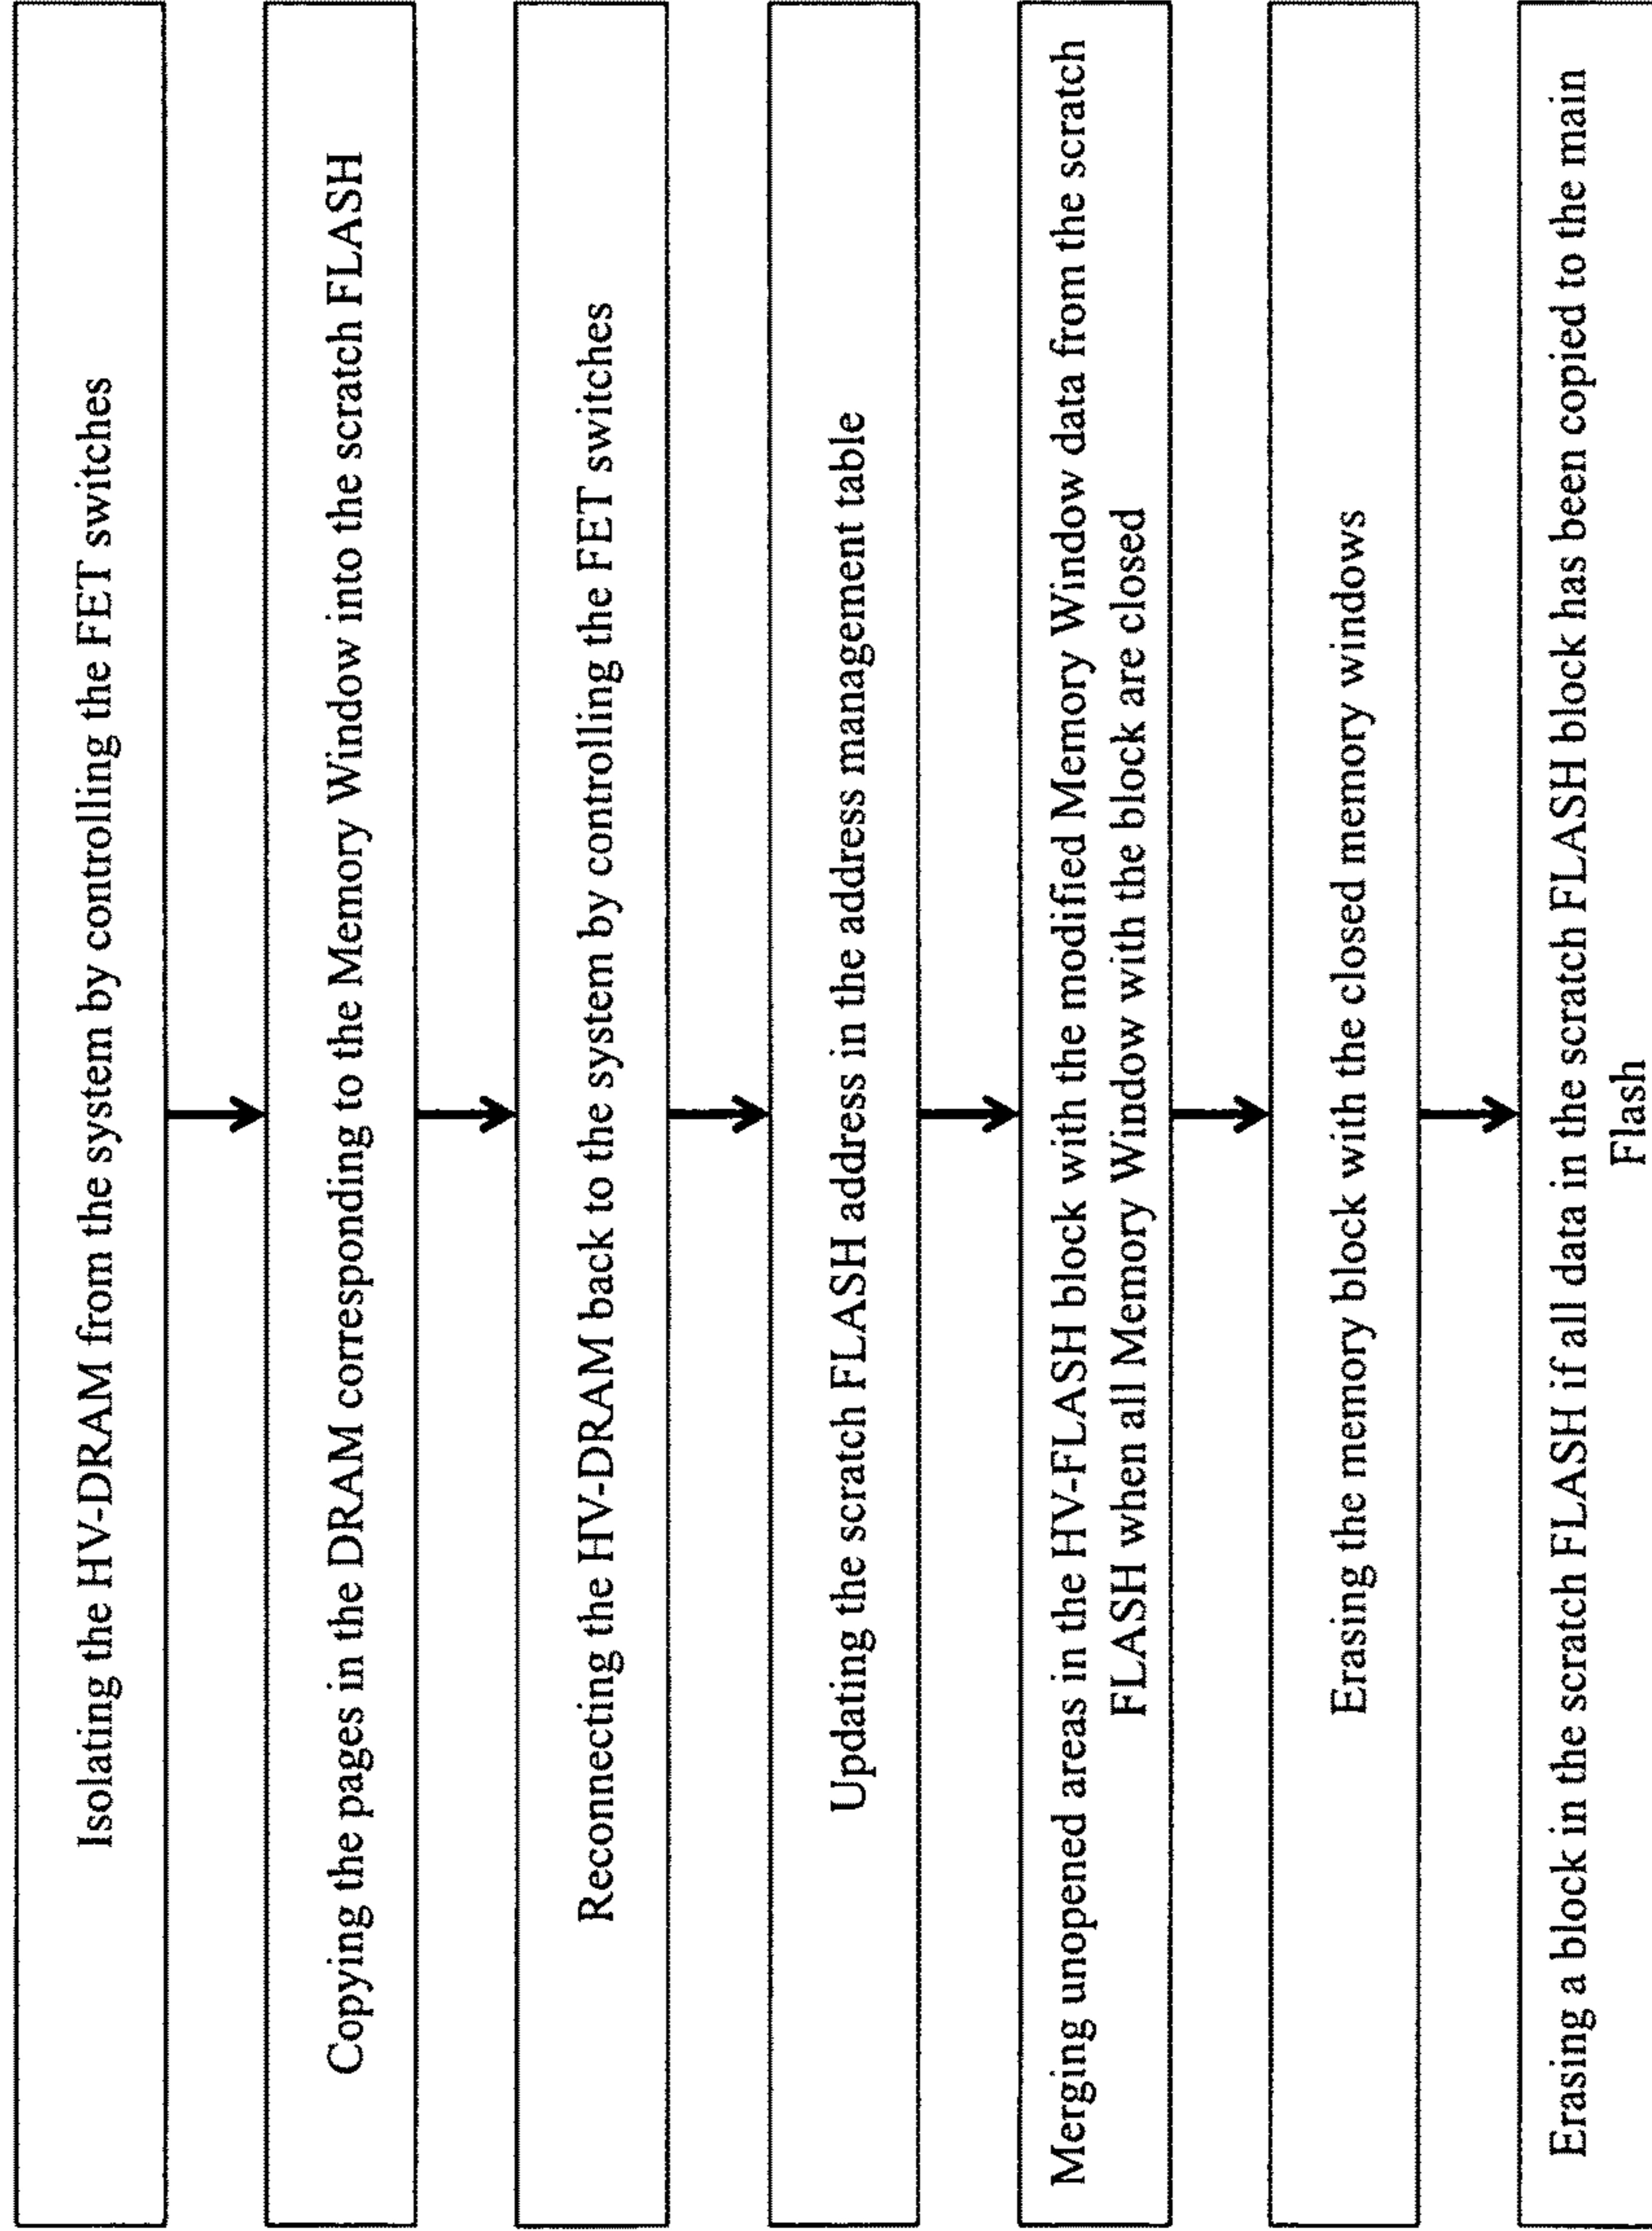 Isolating the HV-DRAM from the system by controlling the FET switches
Copying the pages in the DRAM corresponding to the Memory Window into the scratch FLASH
Reconnecting the HV-DRAM back to the system by controlling the FET switches
Updating the scratch FLASH address in the address management table
Merging unopened areas in the HV-FLASH block with the modified Memory Window data from the scratch
FLASH when all Memory Window with the block are closed
Erasing the memory block with the closed memory windows
Erasing a block in the scratch FLASH if all data in the scratch FLASH block has been copied to the main
Flash